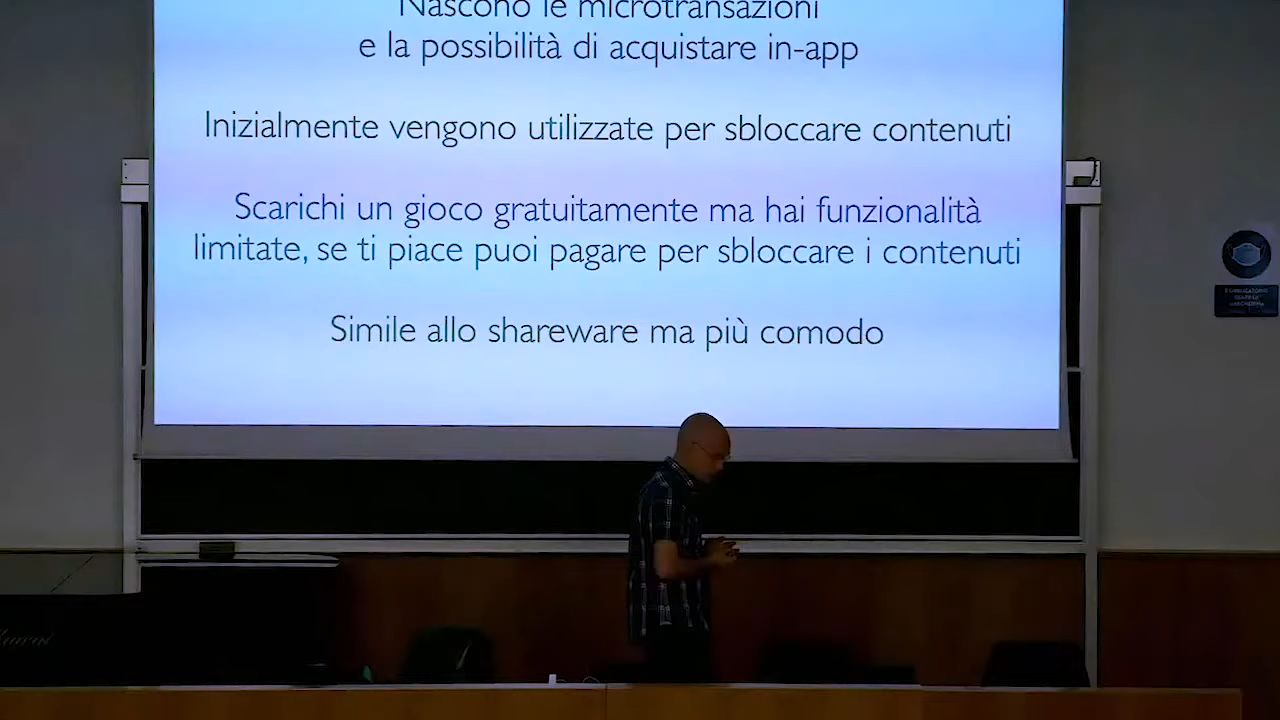 Nascono le microtransazioni
e la possibilità di acquistare in-app
Inizialmente vengono utilizzate per sbloccare contenuti
Scarichi un gioco gratuitamente ma hai funzionalità
limitate, se ti piace puoi pagare per sbloccare i contenuti
Simile allo shareware ma più comodo